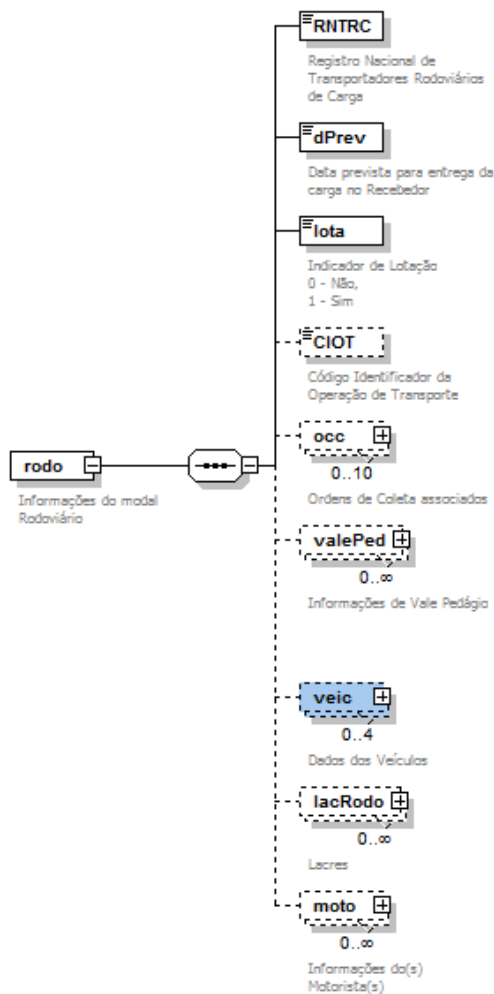 RNTRC
Registro Nacional de
Transportadores Rodoviários
de Carga
dPrev
Data prevista para entrega da
carga no Recebedor
lota
Indicador de Lotação
0 - Não,
1 - Sim
CIOT
Código Identificador da
Operação de Transporte
occ
0..10
Ordens de Coleta associados
rodo
Informações do modal
Rodoviário
valePed
0..∞
Informações de Vale Pedágio
veic
0..4
Dados dos Veículos
lacRodo
0..∞
Lacres
moto
0..∞
Informações do(s)
Motorista(s)